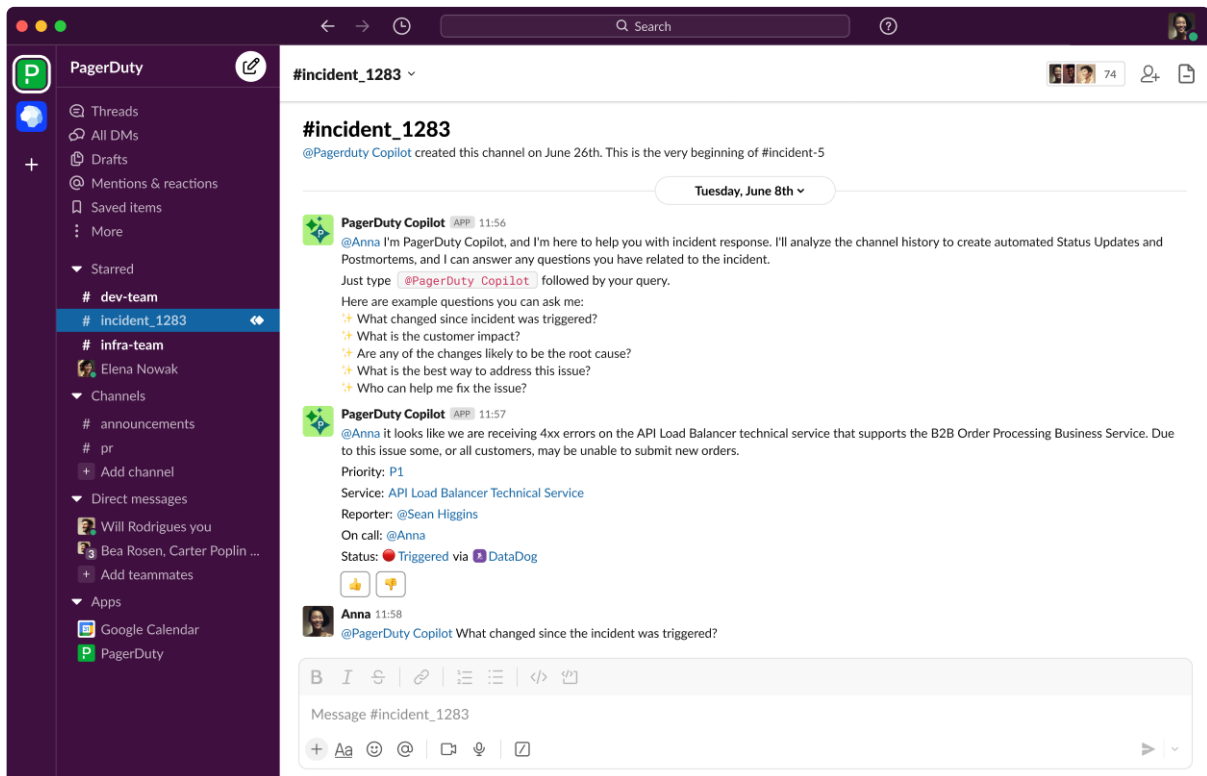 Search
P
PagerDuty
Threads
All DMs
Drafts
Mentions & reactions
Saved items
More
Starred
# dev-team
# incident_1283
# infra-team
Elena Nowak
Channels
# announcements
# pr
+ Add channel
Direct messages
Will Rodrigues you
3 Bea Rosen, Carter Poplin ...
+ Add teammates
Apps
31 Google Calendar
P PagerDuty
#incident_1283
74
#incident_1283
@Pagerduty Copilot created this channel on June 26th. This is the very beginning of #incident-5
Tuesday, June 8th
PagerDuty Copilot APP 11:56
@Anna I'm PagerDuty Copilot, and I'm here to help you with incident response. I'll analyze the channel history to create automated Status Updates and
Postmortems, and I can answer any questions you have related to the incident.
Just type @PagerDuty Copilot followed by your query.
Here are example questions you can ask me:
✨ What changed since incident was triggered?
✨ What is the customer impact?
✨ Are any of the changes likely to be the root cause?
✨ What is the best way to address this issue?
✨ Who can help me fix the issue?
PagerDuty Copilot APP 11:57
@Anna it looks like we are receiving 4xx errors on the API Load Balancer technical service that supports the B2B Order Processing Business Service. Due
to this issue some, or all customers, may be unable to submit new orders.
Priority: P1
Service: API Load Balancer Technical Service
Reporter: @Sean Higgins
On call: @Anna
Status: 🔴 Triggered via DataDog
👍 👎
Anna 11:58
@PagerDuty Copilot What changed since the incident was triggered?
B I S
Message #incident_1283
+ Aa @